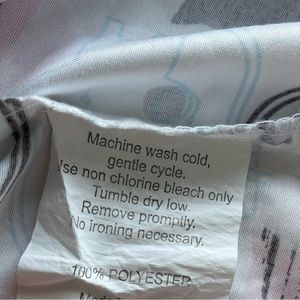 Machine wash cold,
gentle cycle.
Use non chlorine bleach only
Tumble dry low.
Remove promptly.
No ironing necessary.
100% POLYESTER
Made